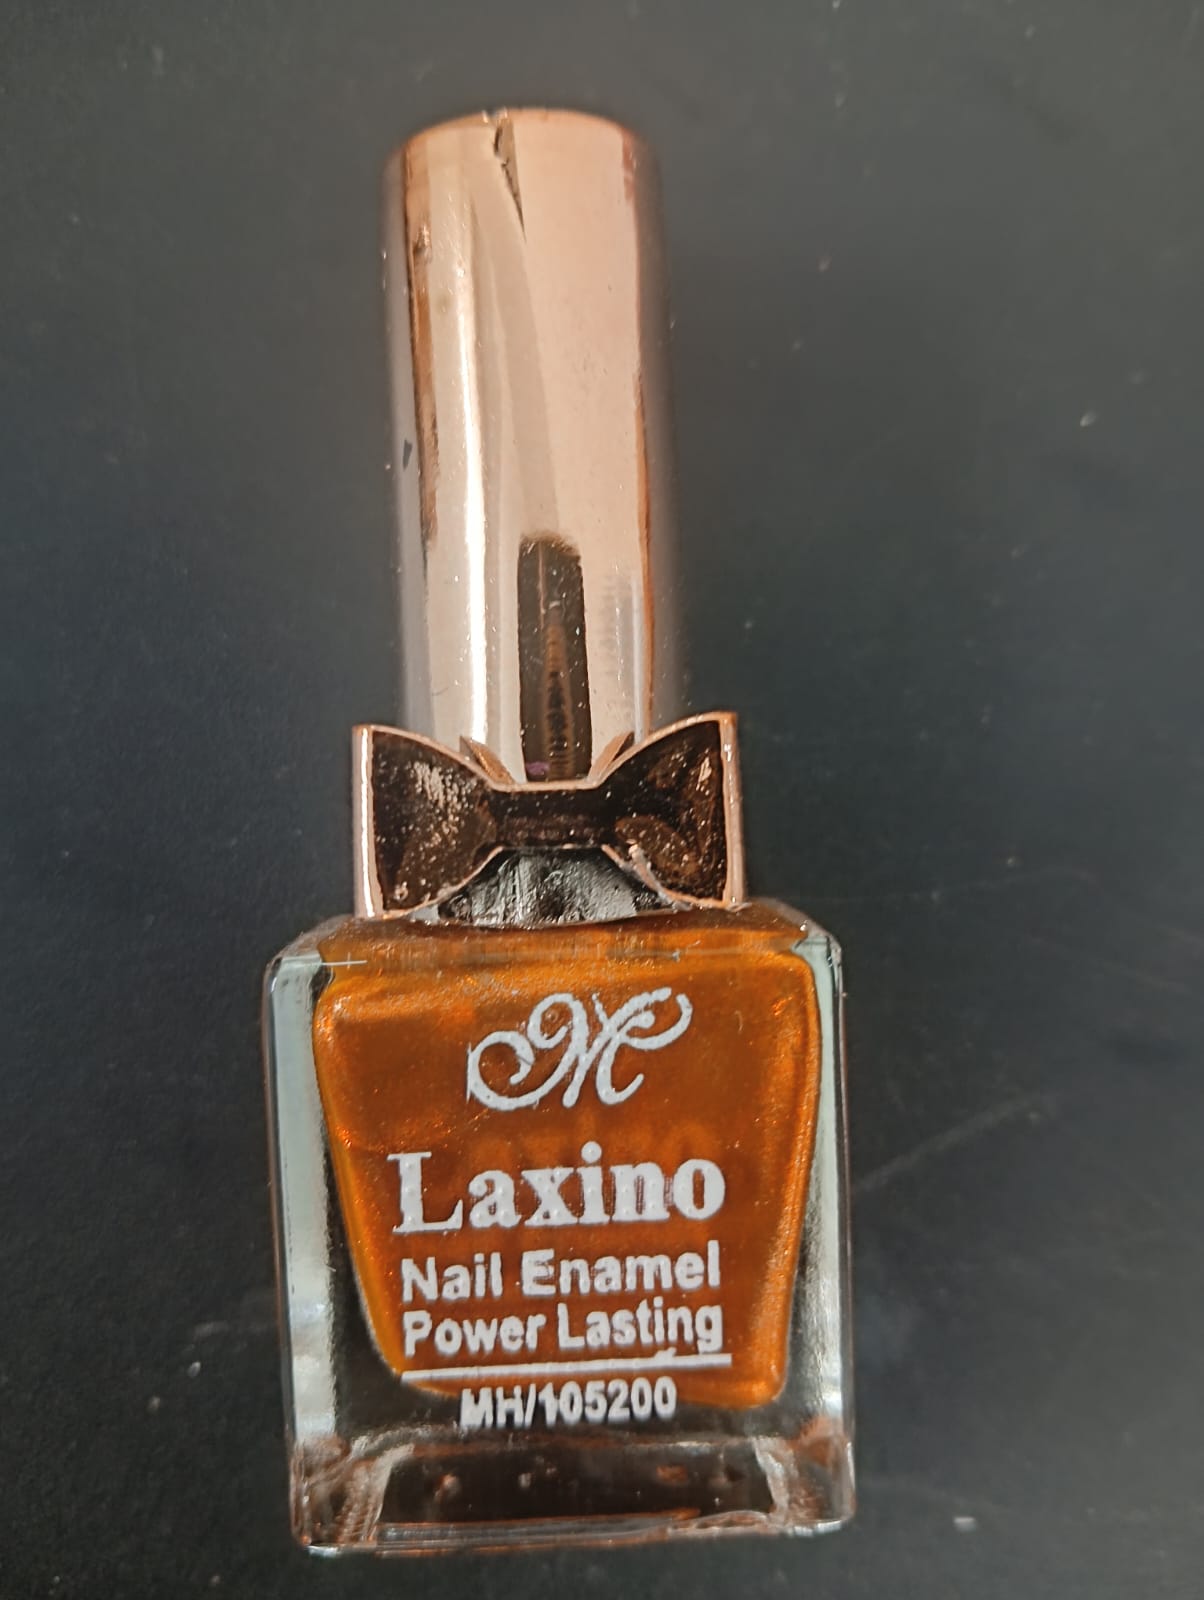 M
Laxino
Nail Enamel
Power Lasting
MH/105200